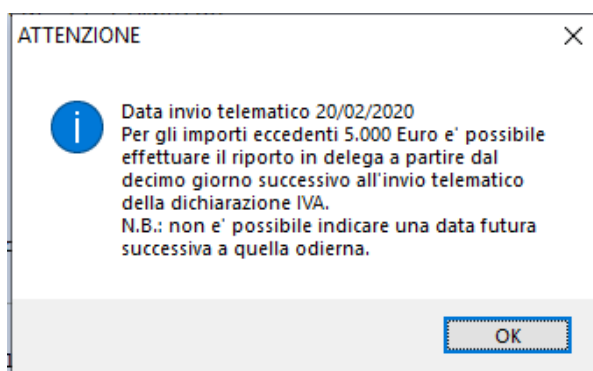 ATTENZIONE
Data invio telematico 20/02/2020
Per gli importi eccedenti 5.000 Euro e' possibile
effettuare il riporto in delega a partire dal
decimo giorno successivo all'invio telematico
della dichiarazione IVA.
N.B.: non e' possibile indicare una data futura
successiva a quella odierna.
OK